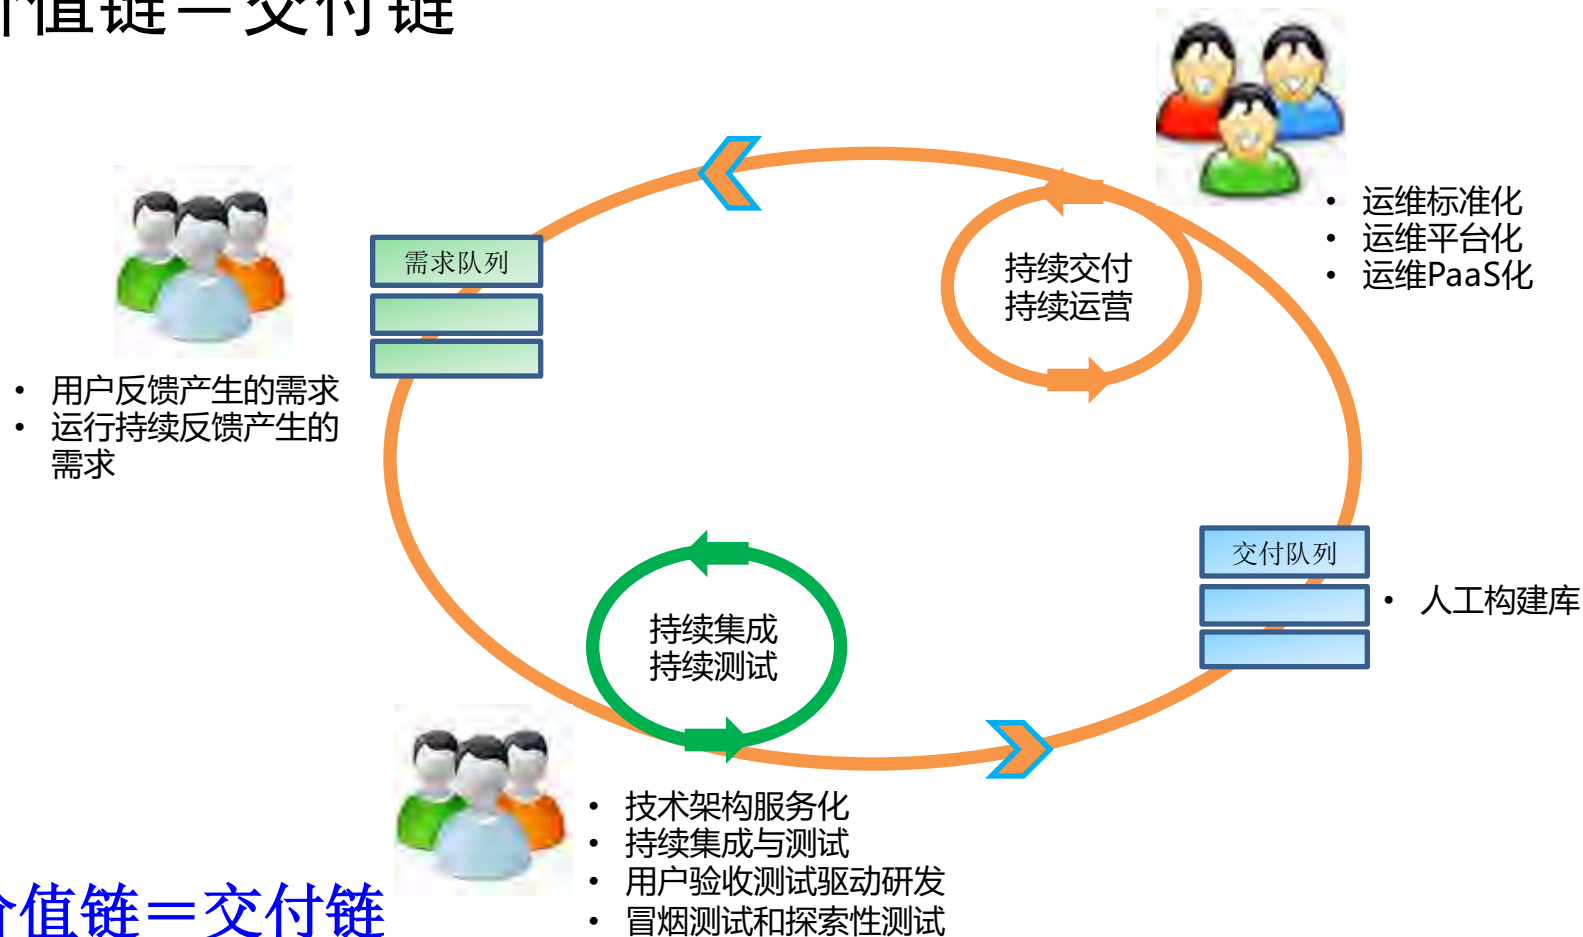 价值链＝交付链
需求队列
• 用户反馈产生的需求
• 运行持续反馈产生的
需求
持续交付
持续运营
• 运维标准化
• 运维平台化
• 运维PaaS化
交付队列
• 人工构建库
持续集成
持续测试
• 技术架构服务化
• 持续集成与测试
• 用户验收测试驱动研发
• 冒烟测试和探索性测试
价值链＝交付链